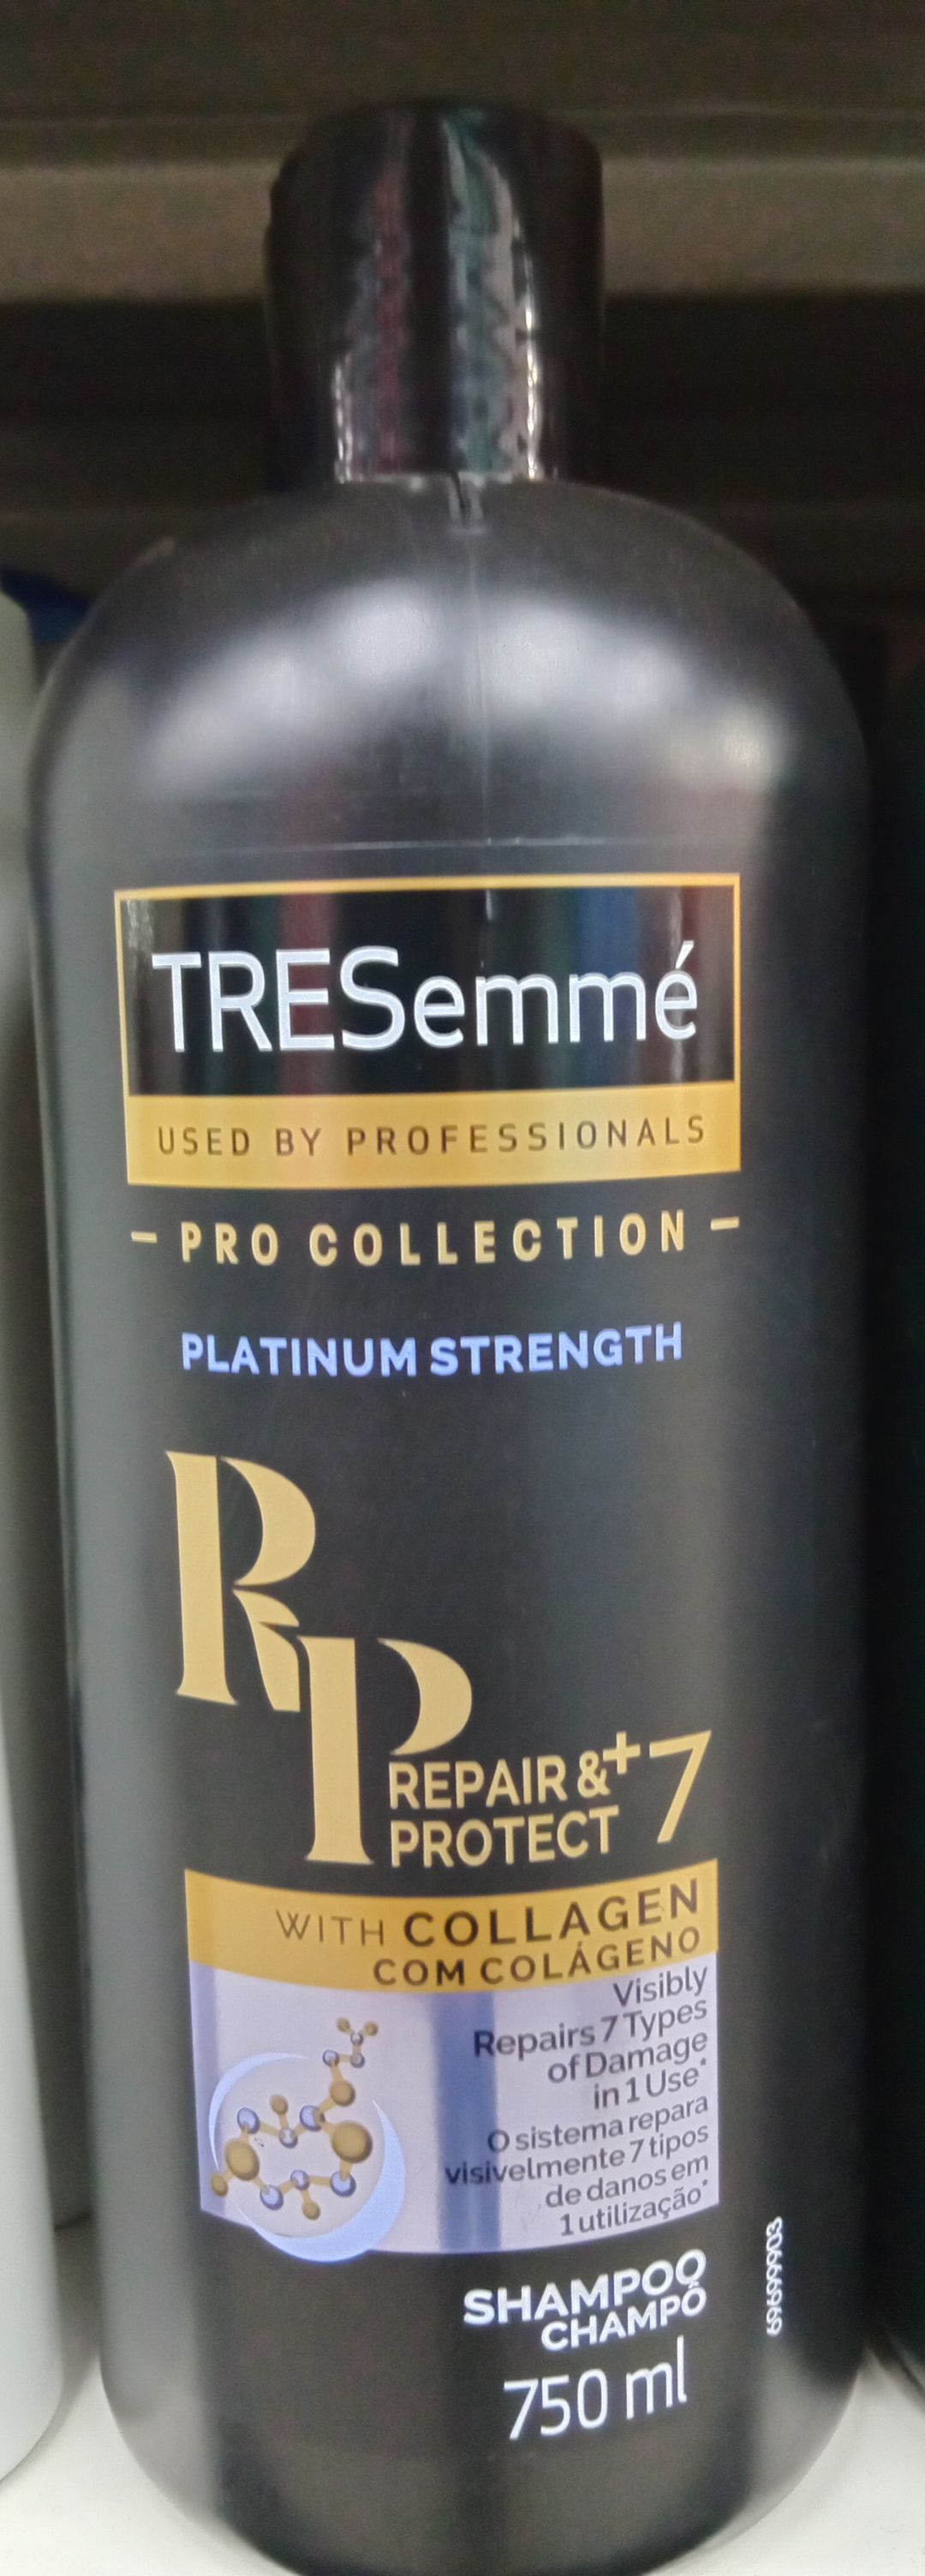 TRESemmé
USED BY PROFESSIONALS
- PRO COLLECTION -
PLATINUM STRENGTH
RP
REPAIR &+ 7
PROTECT
WITH COLLAGEN
COM COLÁGENO
Visibly
Repairs 7 Types
of Damage
in 1 Use*
O sistema repara
visivelmente 7 tipos
de danos em
1 utilização*
SHAMPOO
CHAMPÔ
750 ml
69699903